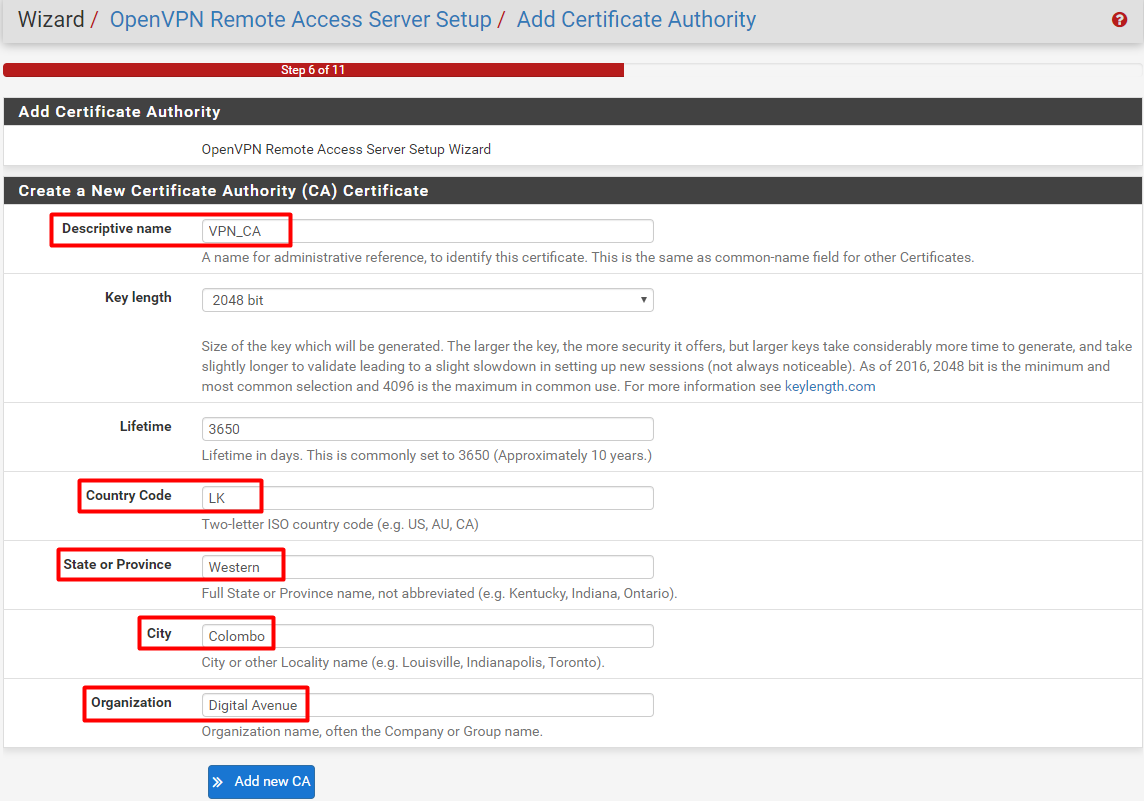 Wizard / OpenVPN Remote Access Server Setup / Add Certificate Authority
Step 6 of 11
Add Certificate Authority
OpenVPN Remote Access Server Setup Wizard
Create a New Certificate Authority (CA) Certificate
Descriptive name VPN_CA
A name for administrative reference, to identify this certificate. This is the same as common-name field for other Certificates.
Key length 2048 bit
Size of the key which will be generated. The larger the key, the more security it offers, but larger keys take considerably more time to generate, and take
slightly longer to validate leading to a slight slowdown in setting up new sessions (not always noticeable). As of 2016, 2048 bit is the minimum and
most common selection and 4096 is the maximum in common use. For more information see keylength.com
Lifetime 3650
Lifetime in days. This is commonly set to 3650 (Approximately 10 years.)
Country Code LK
Two-letter ISO country code (e.g. US, AU, CA)
State or Province Western
Full State or Province name, not abbreviated (e.g. Kentucky, Indiana, Ontario).
City Colombo
City or other Locality name (e.g. Louisville, Indianapolis, Toronto).
Organization Digital Avenue
Organization name, often the Company or Group name.
Add new CA